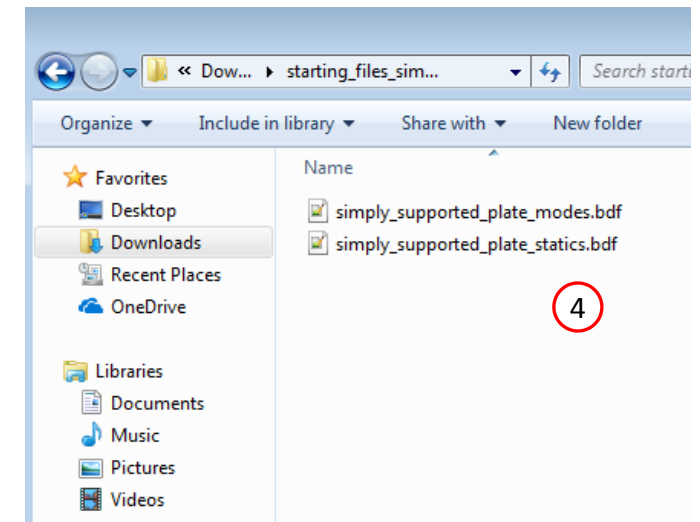 « Dow... ▸ starting_files_sim...
Search starti
Organize ▾ Include in library ▾ Share with ▾ New folder
Favorites
Desktop
Downloads
Recent Places
OneDrive
Libraries
Documents
Music
Pictures
Videos
Name
simply_supported_plate_modes.bdf
simply_supported_plate_statics.bdf
4